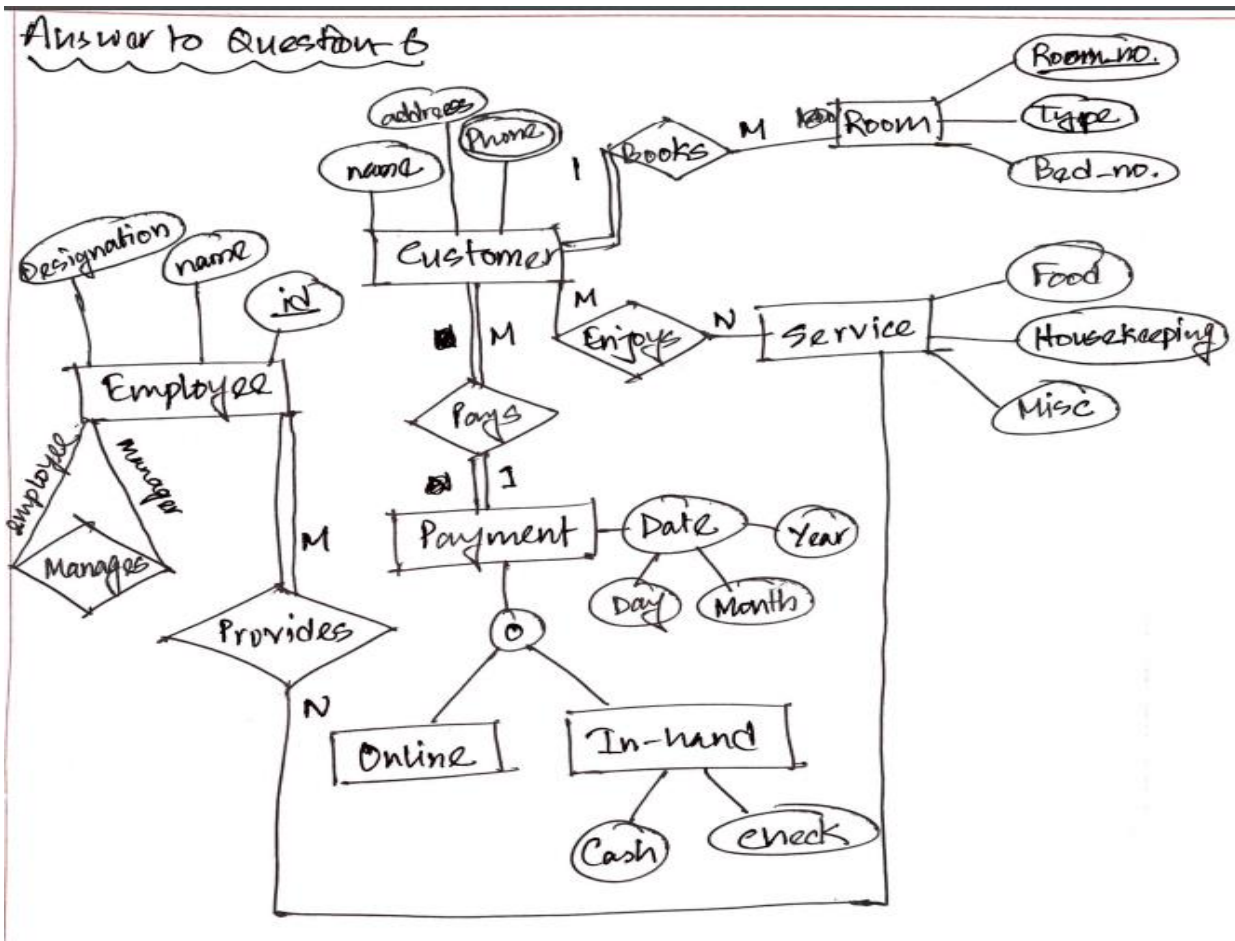 Answer to Question-6
Room_no.
address
Phone
M
Room
Type
Books
name
1
Bed_no.
Customer
Designation
name
M
Food
id
N
Service
M
Enjoys
Housekeeping
Employee
Pays
Misc
employee
Manager
1
Payment
Date
Year
M
Manages
Day
Month
Provides
O
N
Online
In-hand
Cash
check